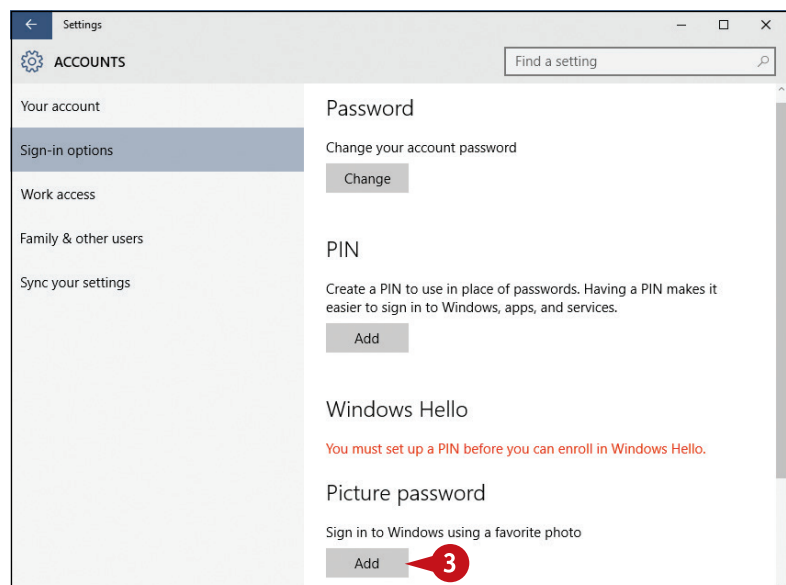 Settings
ACCOUNTS
Find a setting
Your account
Sign-in options
Work access
Family & other users
Sync your settings
Password
Change your account password
Change
PIN
Create a PIN to use in place of passwords. Having a PIN makes it
easier to sign in to Windows, apps, and services.
Add
Windows Hello
You must set up a PIN before you can enroll in Windows Hello.
Picture password
Sign in to Windows using a favorite photo
Add
3